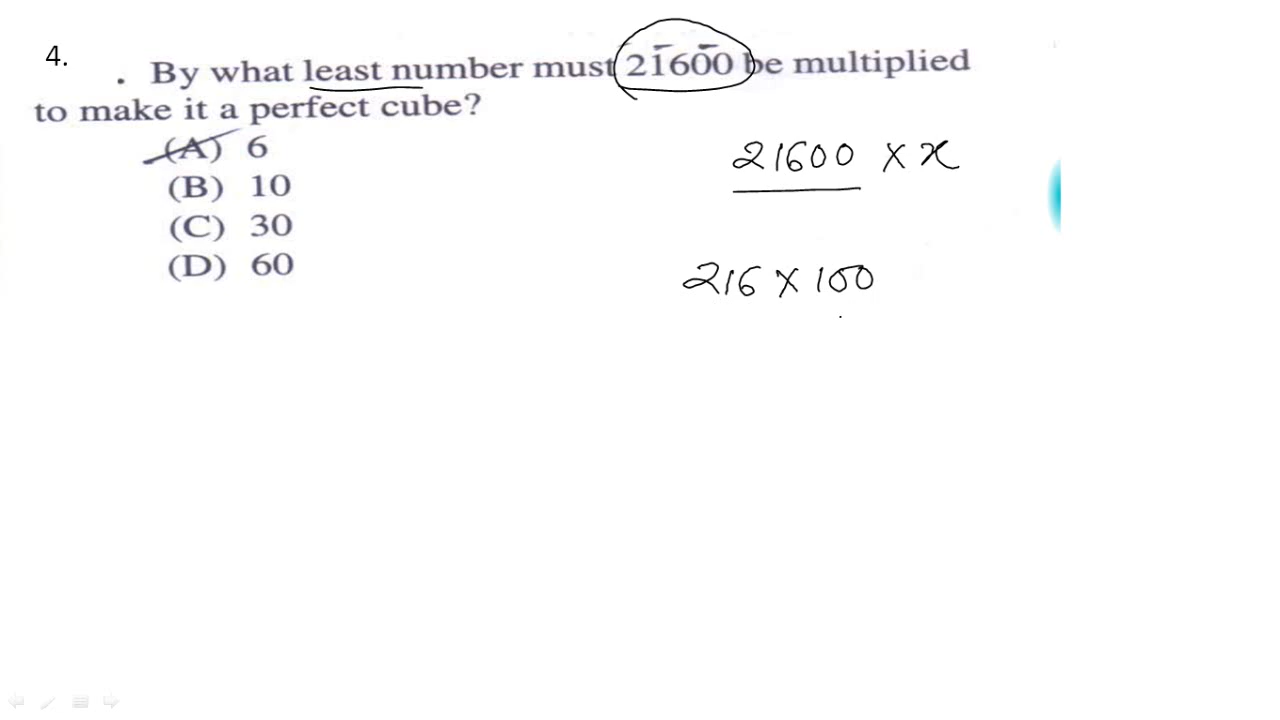 4.
. By what least number must 21600 be multiplied
to make it a perfect cube?
(A) 6
(B) 10
(C) 30
(D) 60
21600 × x
216 × 100